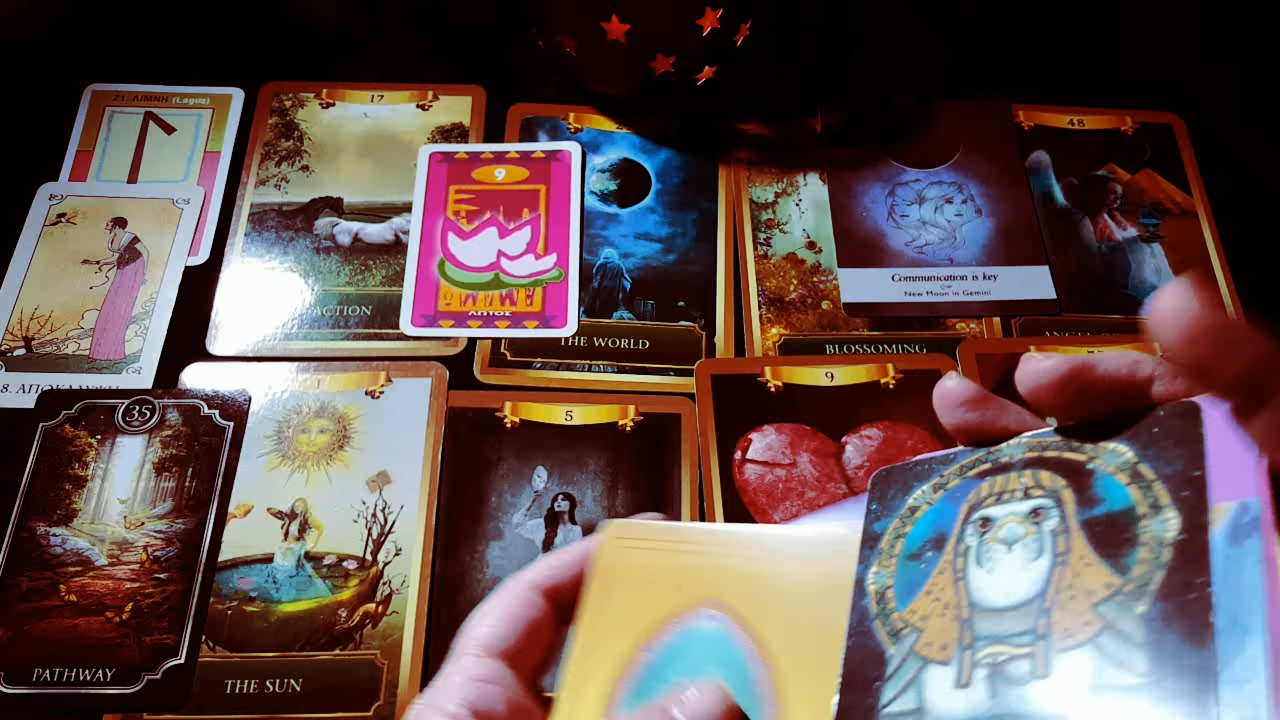 21. ΛΙΜΝΗ (Laguz)
17
48
9
Communication is key
New Moon in Gemini
ΛΩΤΟΣ
THE WORLD
BLOSSOMING
8. ΑΠΟΚΑΛΥΨΗ
9
5
35
PATHWAY
THE SUN